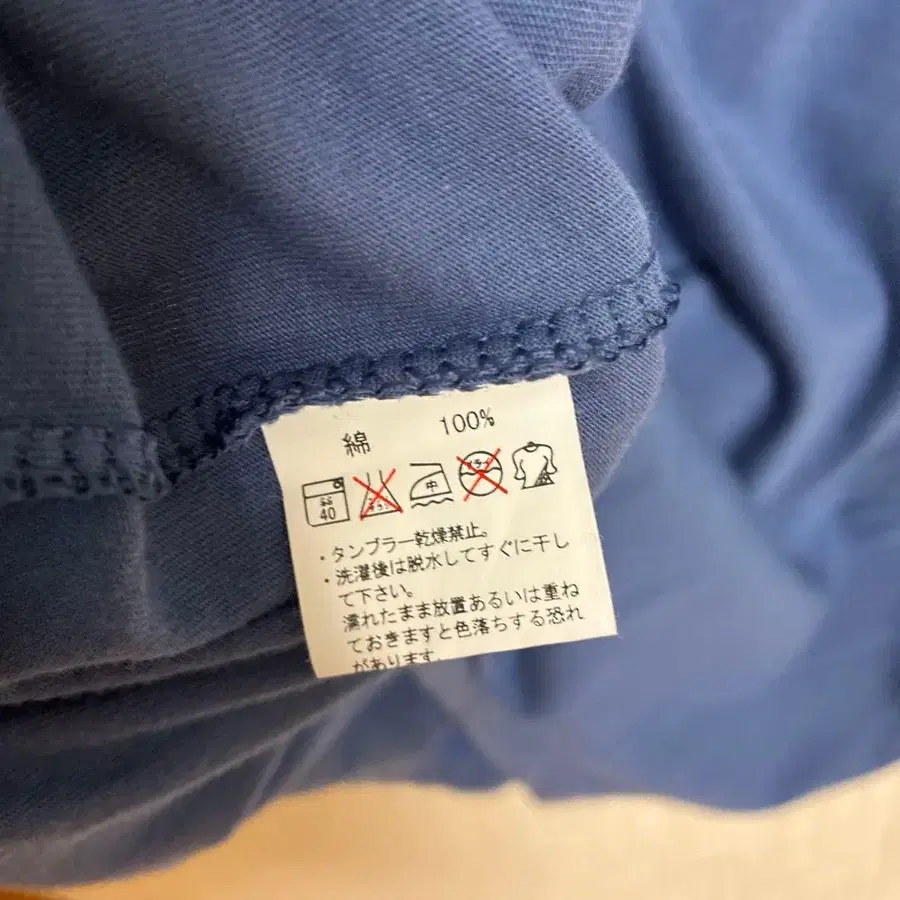 綿 100%
40
中
・タンブラー乾燥禁止。
・洗濯後は脱水してすぐに干し
て下さい。
濡れたまま放置あるいは重ね
ておきますと色落ちする恐れ
があります